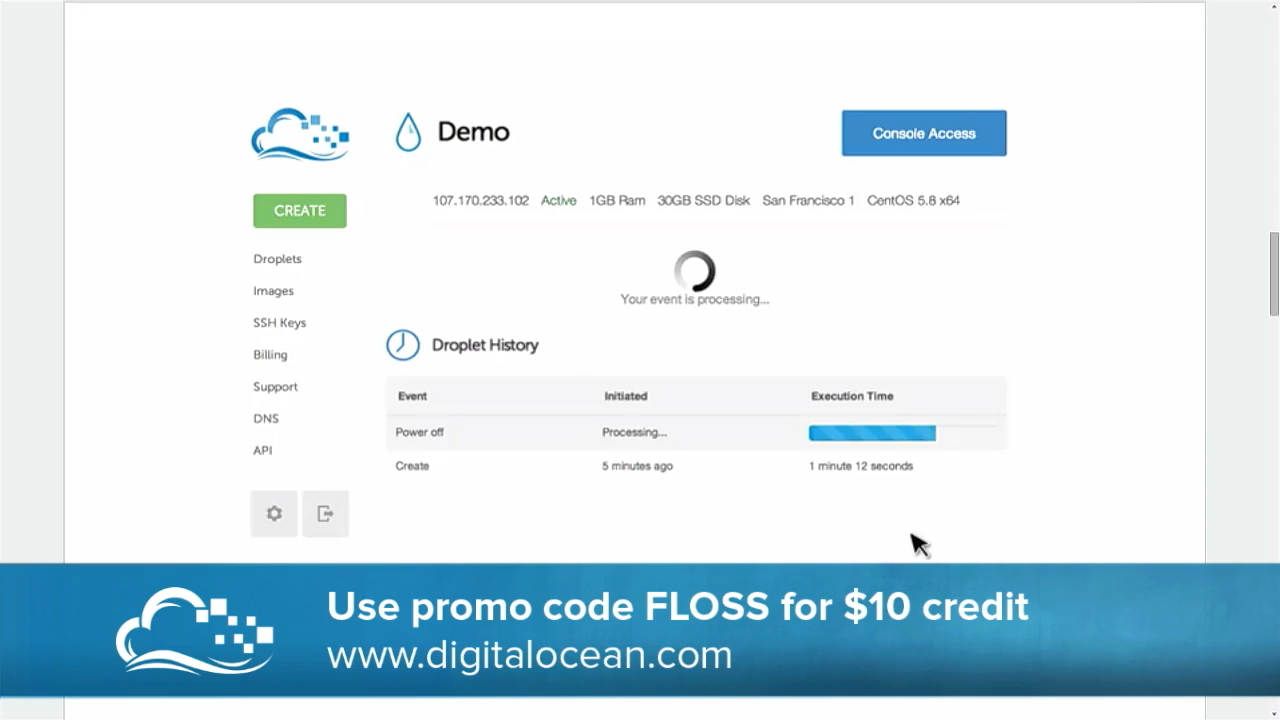 Demo
Console Access
107.170.233.102 Active 1GB Ram 30GB SSD Disk San Francisco 1 CentOS 5.8 x64
CREATE
Droplets
Images
SSH Keys
Billing
Support
DNS
API
Your event is processing...
Droplet History
Event Initiated Execution Time
Power off Processing...
Create 5 minutes ago 1 minute 12 seconds
Use promo code FLOSS for $10 credit
www.digitalocean.com